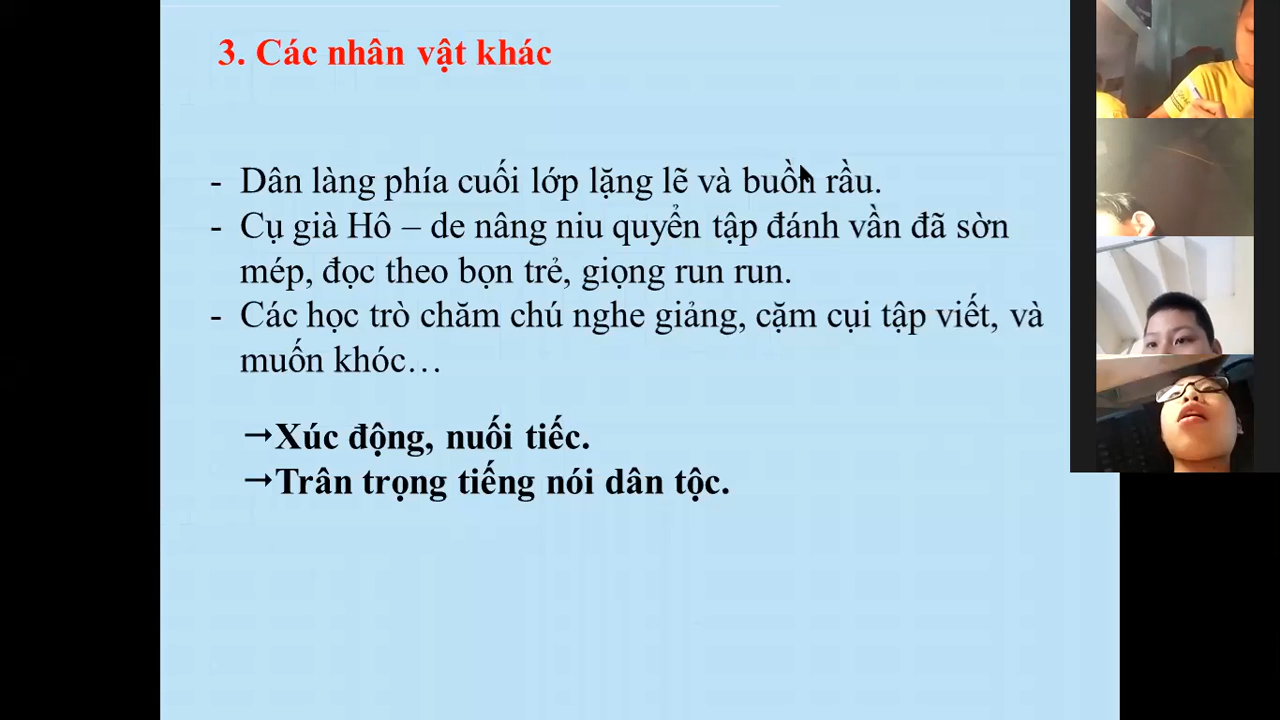 3. Các nhân vật khác
- Dân làng phía cuối lớp lặng lẽ và buồn rầu.
- Cụ già Hô – de nâng niu quyển tập đánh vần đã sờn
mép, đọc theo bọn trẻ, giọng run run.
- Các học trò chăm chú nghe giảng, cặm cụi tập viết, và
muốn khóc…
→Xúc động, nuối tiếc.
→Trân trọng tiếng nói dân tộc.